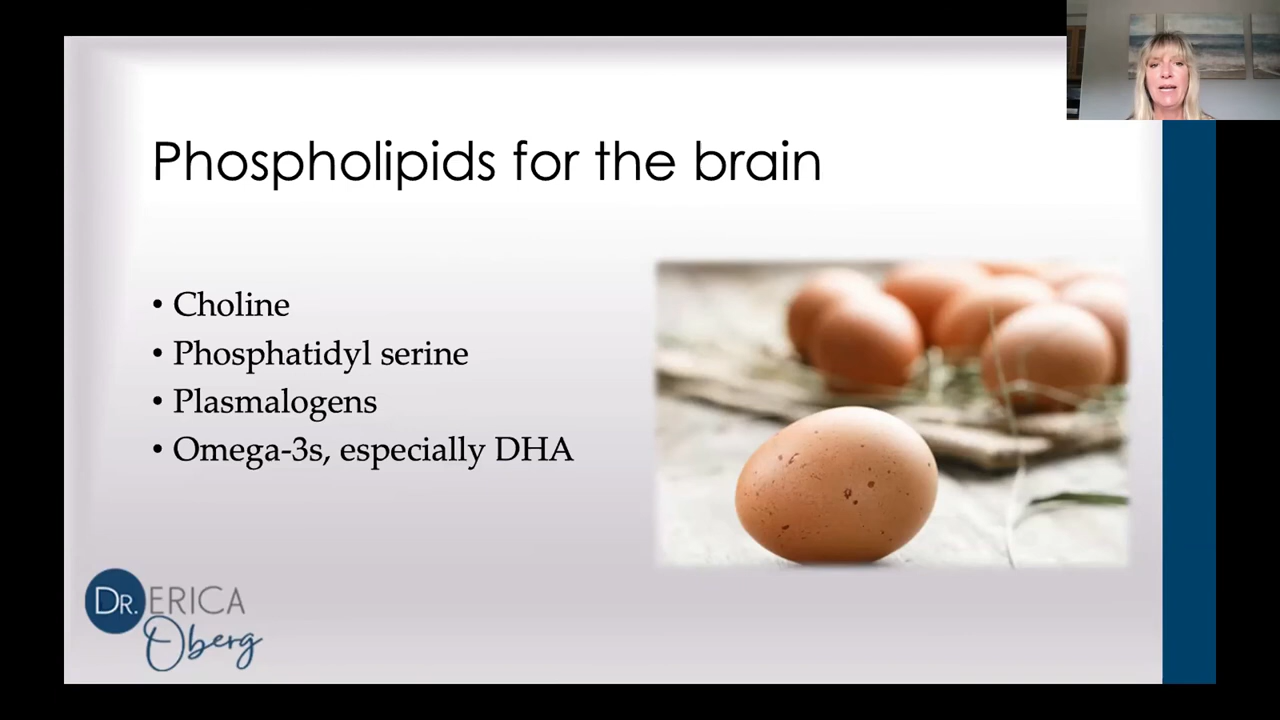 Phospholipids for the brain
• Choline
• Phosphatidyl serine
• Plasmalogens
• Omega-3s, especially DHA
DR. ERICA
Oberg